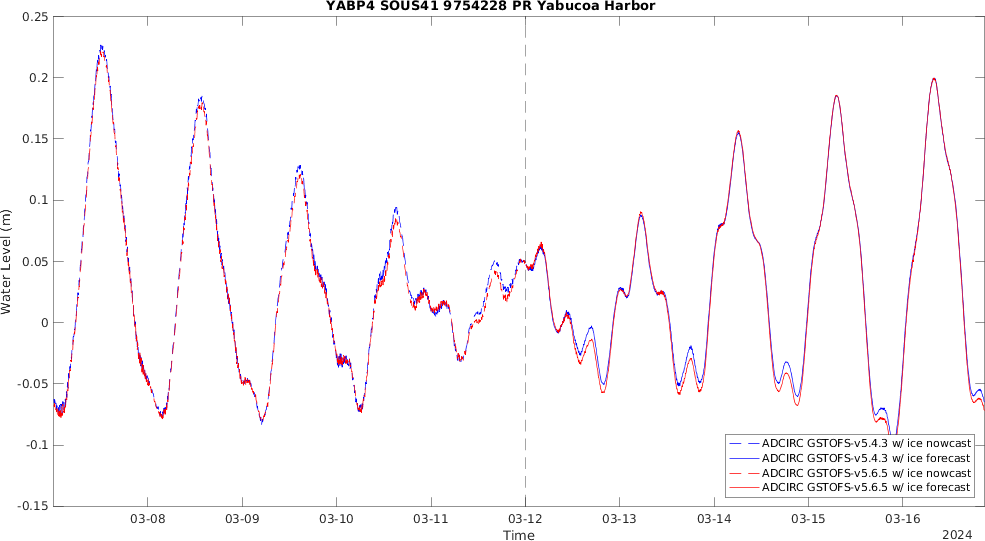 YABP4 SOUS41 9754228 PR Yabucoa Harbor
0.25
0.2
0.15
0.1
0.05
0
-0.05
-0.1
-0.15
Water Level (m)
03-08 03-09 03-10 03-11 03-12 03-13 03-14 03-15 03-16
Time
2024
ADCIRC GSTOFS-v5.4.3 w/ ice nowcast
ADCIRC GSTOFS-v5.4.3 w/ ice forecast
ADCIRC GSTOFS-v5.6.5 w/ ice nowcast
ADCIRC GSTOFS-v5.6.5 w/ ice forecast